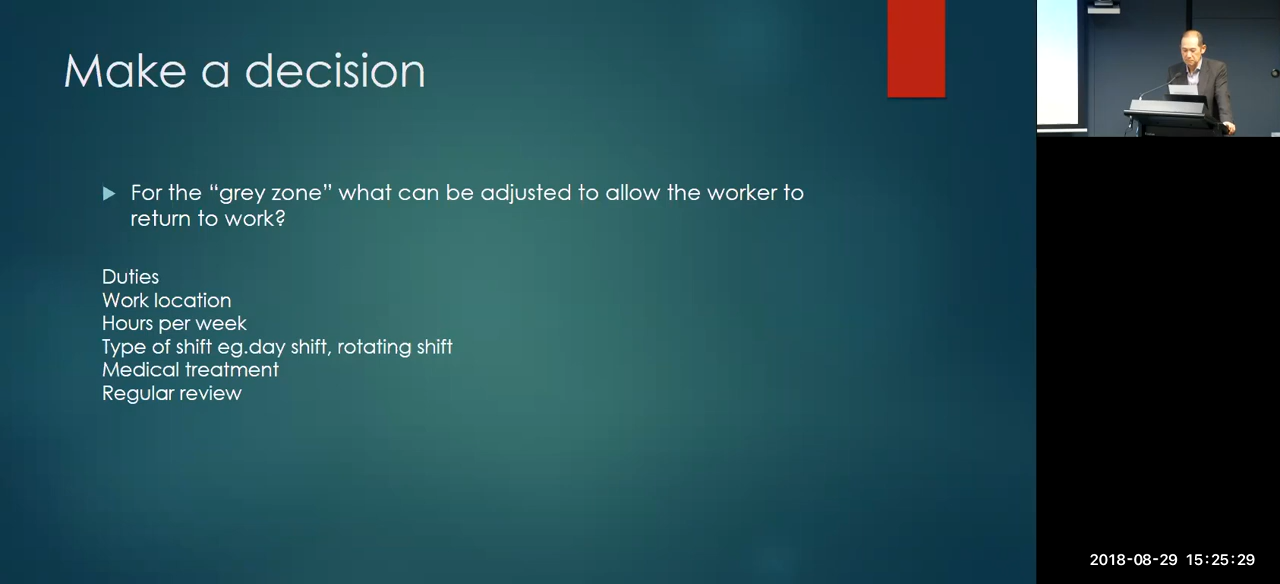 Make a decision
For the “grey zone” what can be adjusted to allow the worker to
return to work?
Duties
Work location
Hours per week
Type of shift eg.day shift, rotating shift
Medical treatment
Regular review
2018-08-29 15:25:29